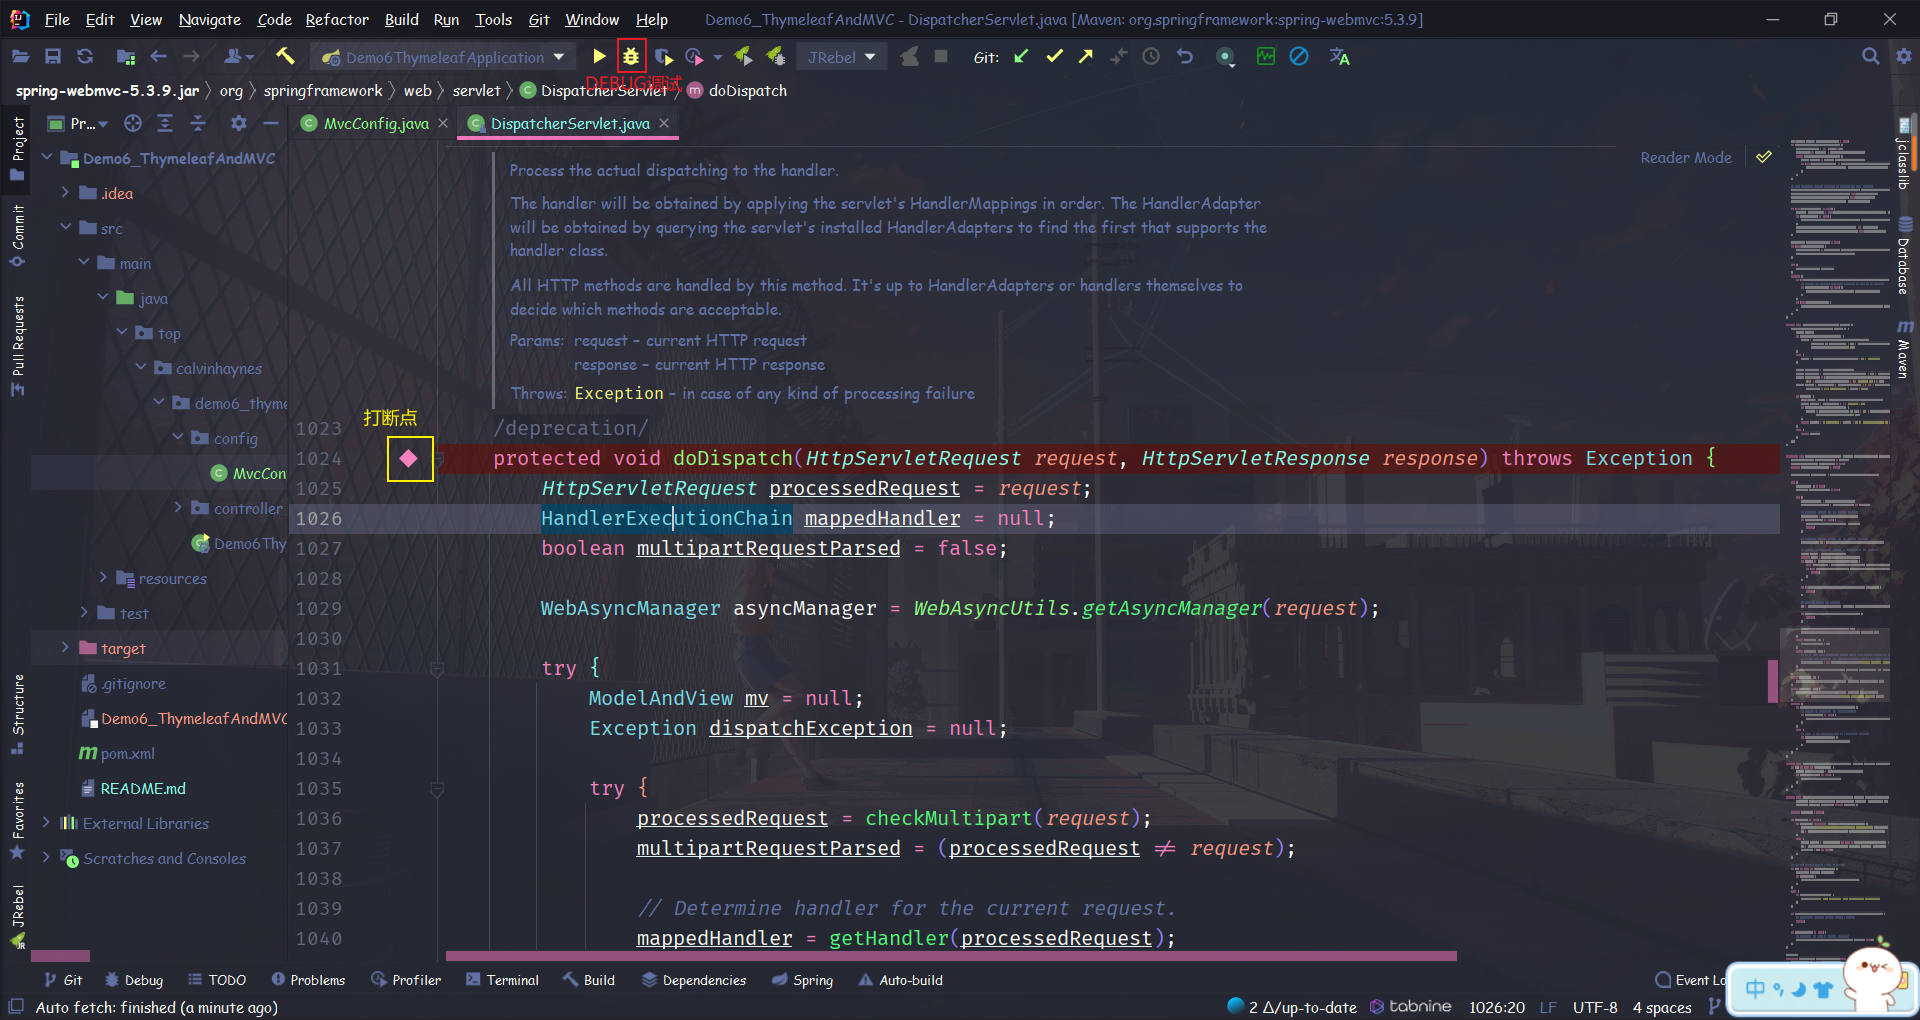 File Edit View Navigate Code Refactor Build Run Tools Git Window Help Demo6_ThymeleafAndMVC - DispatcherServlet.java [Maven: org.springframework:spring-webmvc:5.3.9]
Demo6ThymeleafApplication JRebel Git:
DEBUG调试
spring-webmvc-5.3.9.jar org springframework web servlet DispatcherServlet doDispatch
Pr... MvcConfig.java DispatcherServlet.java
Project
Commit
Pull Requests
Structure
Favorites
JRebel
Demo6_ThymeleafAndMVC
.idea
src
main
java
top
calvinhaynes
demo6_thyme
config
MvcCon
controller
Demo6Thy
resources
test
target
.gitignore
Demo6_ThymeleafAndMVC
pom.xml
README.md
External Libraries
Scratches and Consoles
Reader Mode
Process the actual dispatching to the handler.
The handler will be obtained by applying the servlet's HandlerMappings in order. The HandlerAdapter
will be obtained by querying the servlet's installed HandlerAdapters to find the first that supports the
handler class.
All HTTP methods are handled by this method. It's up to HandlerAdapters or handlers themselves to
decide which methods are acceptable.
Params: request – current HTTP request
response – current HTTP response
Throws: Exception – in case of any kind of processing failure
打断点
1023 /deprecation/
1024 protected void doDispatch(HttpServletRequest request, HttpServletResponse response) throws Exception {
1025 HttpServletRequest processedRequest = request;
1026 HandlerExecutionChain mappedHandler = null;
1027 boolean multipartRequestParsed = false;
1028
1029 WebAsyncManager asyncManager = WebAsyncUtils.getAsyncManager(request);
1030
1031 try {
1032 ModelAndView mv = null;
1033 Exception dispatchException = null;
1034
1035 try {
1036 processedRequest = checkMultipart(request);
1037 multipartRequestParsed = (processedRequest ≠ request);
1038
1039 // Determine handler for the current request.
1040 mappedHandler = getHandler(processedRequest);
jclasslib
Database
Maven
Git Debug TODO Problems Profiler Terminal Build Dependencies Spring Auto-build Event Lo
中
Auto fetch: finished (a minute ago) 2 Δ/up-to-date tabnine 1026:20 LF UTF-8 4 spaces